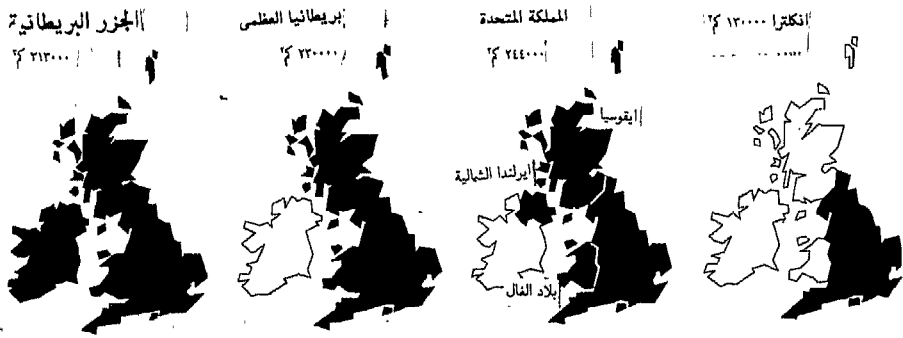 انكلترا ١٣٠٠٠٠ كم٢
المملكة المتحدة
٢٤٤٠٠٠ كم٢
ايقوسيا
ايرلندا الشمالية
بلاد الغال
بريطانيا العظمى
٢٣٠٠٠٠ كم٢
الجزر البريطانية
٣١٣٠٠٠ كم٢